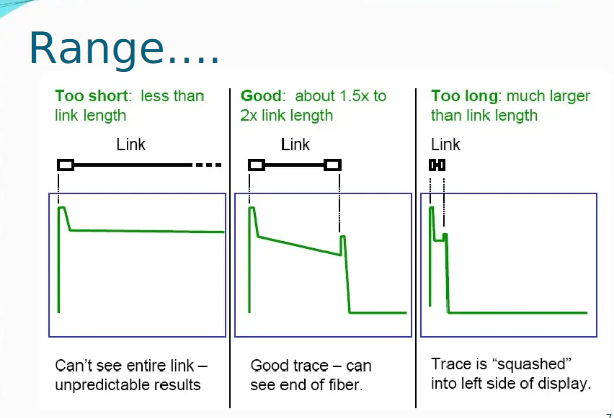 Range....
Too short: less than
link length
Link
Can't see entire link –
unpredictable results
Good: about 1.5x to
2x link length
Link
Good trace – can
see end of fiber.
Too long: much larger
than link length
Link
Trace is “squashed”
into left side of display.